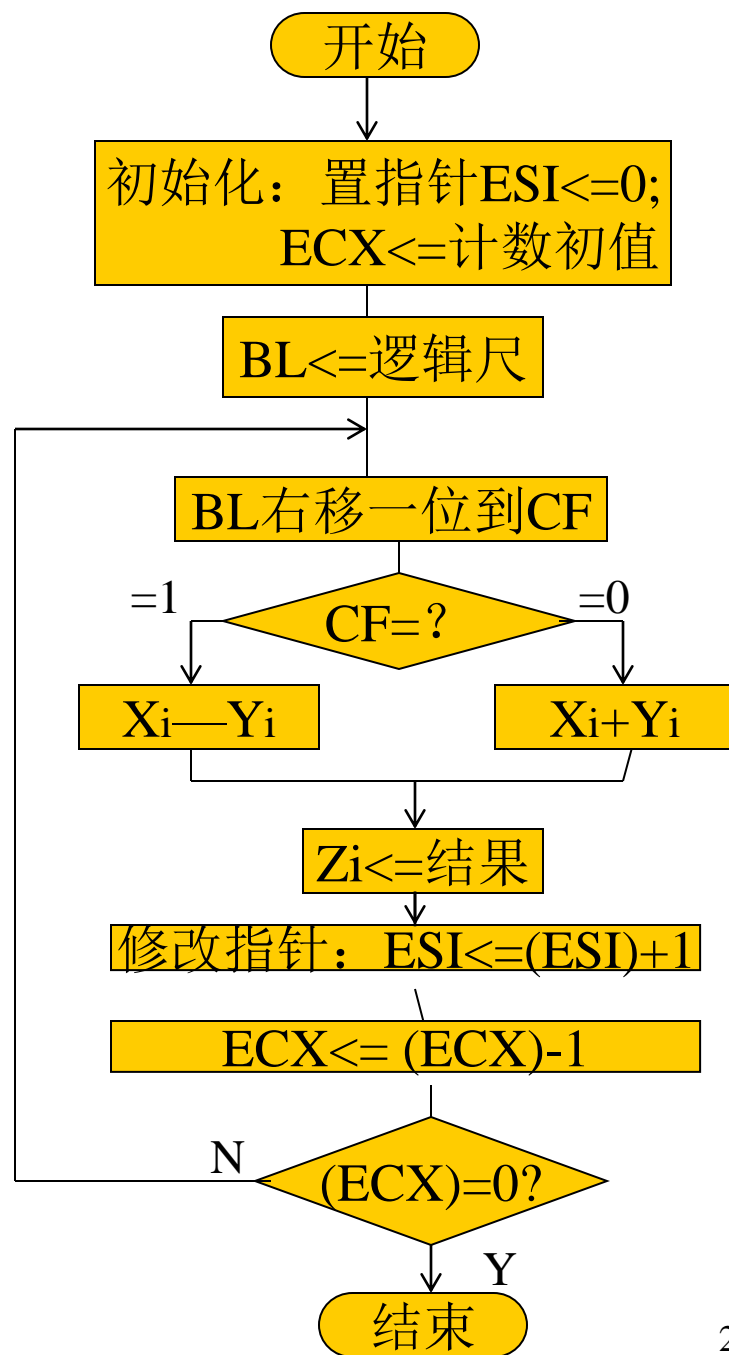 开始
初始化：置指针ESI<=0;
ECX<=计数初值
BL<=逻辑尺
BL右移一位到CF
=1
CF=？
=0
Xi—Yi
Xi+Yi
Zi<=结果
修改指针：ESI<=(ESI)+1
ECX<= (ECX)-1
N
(ECX)=0?
Y
结束
2